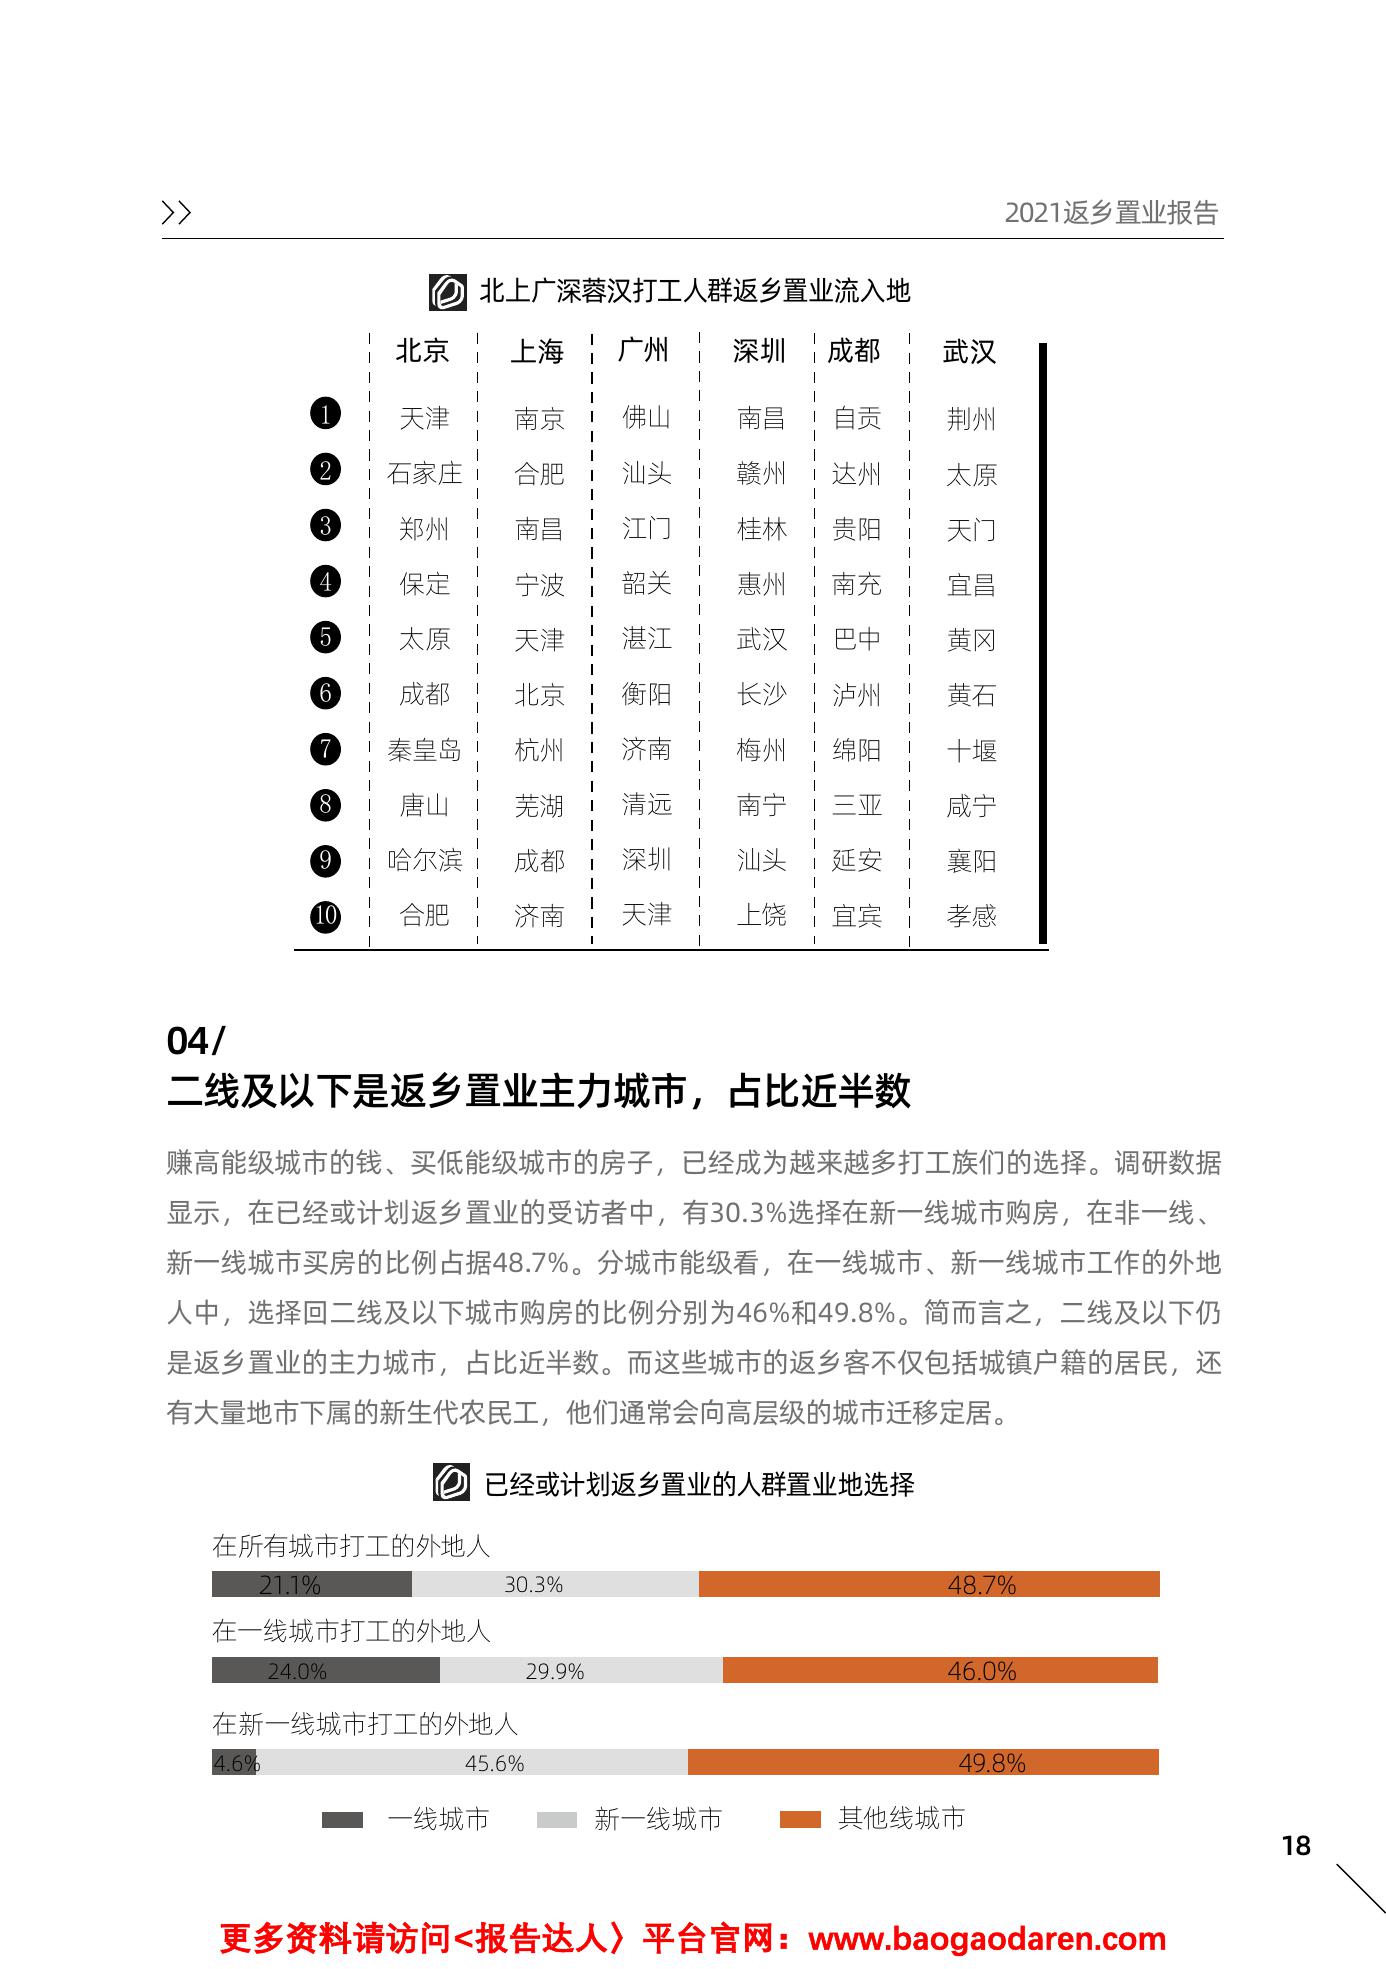 2021返乡置业报告
北上广深蓉汉打工人群返乡置业流入地
北京 上海 广州 深圳 成都 武汉
1 天津 南京 佛山 南昌 自贡 荆州
2 石家庄 合肥 汕头 赣州 达州 太原
3 郑州 南昌 江门 桂林 贵阳 天门
4 保定 宁波 韶关 惠州 南充 宜昌
5 太原 天津 湛江 武汉 巴中 黄冈
6 成都 北京 衡阳 长沙 泸州 黄石
7 秦皇岛 杭州 济南 梅州 绵阳 十堰
8 唐山 芜湖 清远 南宁 三亚 咸宁
9 哈尔滨 成都 深圳 汕头 延安 襄阳
10 合肥 济南 天津 上饶 宜宾 孝感
04/
二线及以下是返乡置业主力城市，占比近半数
赚高能级城市的钱、买低能级城市的房子，已经成为越来越多打工族们的选择。调研数据
显示，在已经或计划返乡置业的受访者中，有30.3%选择在新一线城市购房，在非一线、
新一线城市买房的比例占据48.7%。分城市能级看，在一线城市、新一线城市工作的外地
人中，选择回二线及以下城市购房的比例分别为46%和49.8%。简而言之，二线及以下仍
是返乡置业的主力城市，占比近半数。而这些城市的返乡客不仅包括城镇户籍的居民，还
有大量地市下属的新生代农民工，他们通常会向高层级的城市迁移定居。
已经或计划返乡置业的人群置业地选择
在所有城市打工的外地人
21.1% 30.3% 48.7%
在一线城市打工的外地人
24.0% 29.9% 46.0%
在新一线城市打工的外地人
4.6% 45.6% 49.8%
一线城市 新一线城市 其他线城市
18
更多资料请访问<报告达人〉平台官网：www.baogaodaren.com